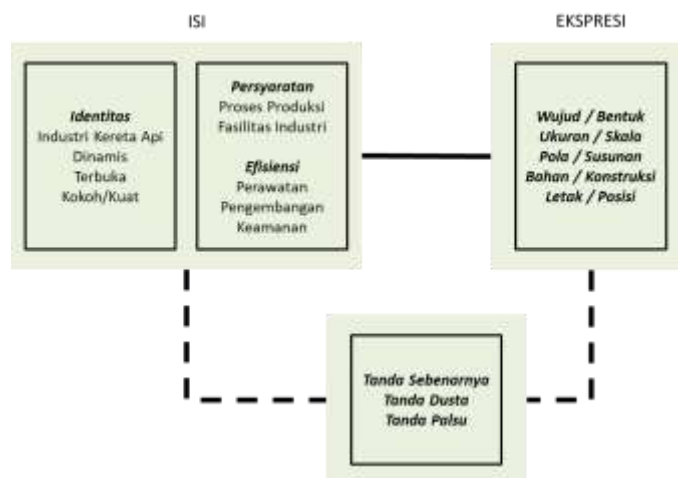 ISI
EKSPRESI
Identitas
Industri Kereta Api
Dinamis
Terbuka
Kokoh/Kuat
Persyaratan
Proses Produksi
Fasilitas Industri
Efisiensi
Perawatan
Pengembangan
Keamanan
Wujud / Bentuk
Ukuran / Skala
Pola / Susunan
Bahan / Konstruksi
Letak / Posisi
Tanda Sebenarnya
Tanda Dusta
Tanda Palsu